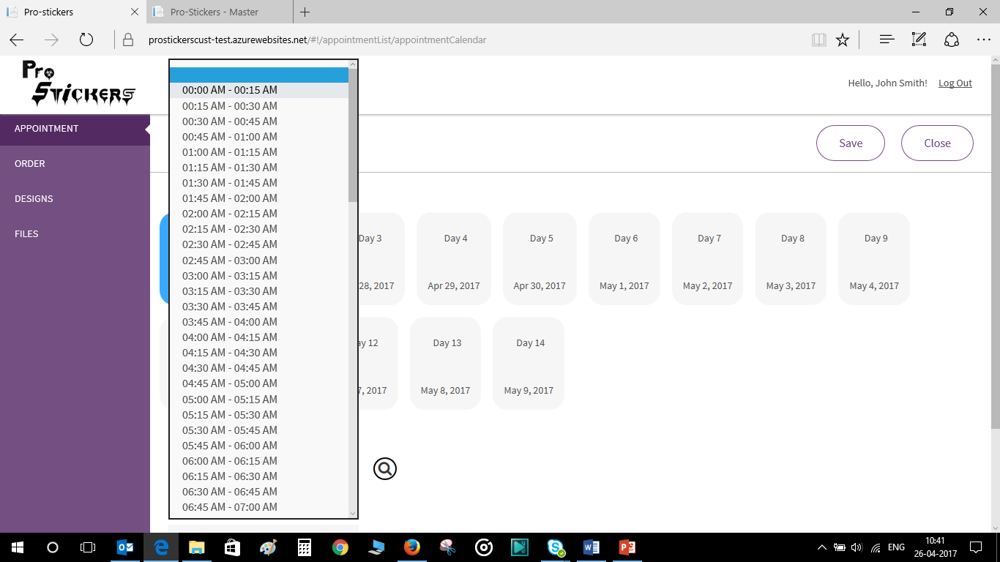 Pro-stickers
Pro-Stickers - Master
prostickerscust-test.azurewebsites.net/#!/appointmentList/appointmentCalendar
Pro
Stickers
Hello, John Smith! Log Out
APPOINTMENT
ORDER
DESIGNS
FILES
Save Close
00:00 AM - 00:15 AM
00:15 AM - 00:30 AM
00:30 AM - 00:45 AM
00:45 AM - 01:00 AM
01:00 AM - 01:15 AM
01:15 AM - 01:30 AM
01:30 AM - 01:45 AM
01:45 AM - 02:00 AM
02:00 AM - 02:15 AM
02:15 AM - 02:30 AM
02:30 AM - 02:45 AM
02:45 AM - 03:00 AM
03:00 AM - 03:15 AM
03:15 AM - 03:30 AM
03:30 AM - 03:45 AM
03:45 AM - 04:00 AM
04:00 AM - 04:15 AM
04:15 AM - 04:30 AM
04:30 AM - 04:45 AM
04:45 AM - 05:00 AM
05:00 AM - 05:15 AM
05:15 AM - 05:30 AM
05:30 AM - 05:45 AM
05:45 AM - 06:00 AM
06:00 AM - 06:15 AM
06:15 AM - 06:30 AM
06:30 AM - 06:45 AM
06:45 AM - 07:00 AM
Day 3
28, 2017
Day 4
Apr 29, 2017
Day 5
Apr 30, 2017
Day 6
May 1, 2017
Day 7
May 2, 2017
Day 8
May 3, 2017
Day 9
May 4, 2017
ay 12
7, 2017
Day 13
May 8, 2017
Day 14
May 9, 2017
ENG
10:41
26-04-2017